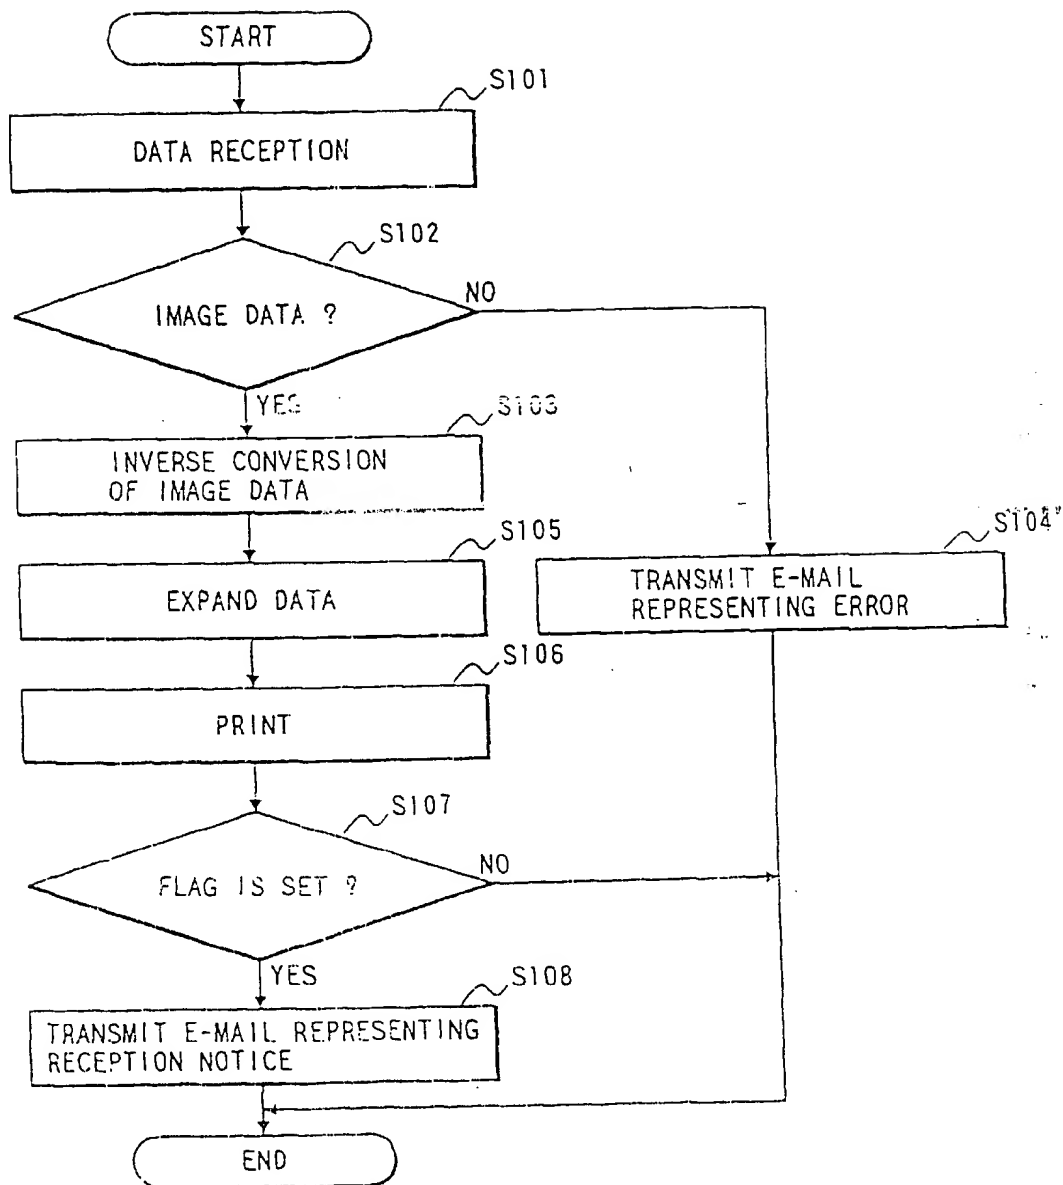 START
S101
DATA RECEPTION
S102
IMAGE DATA ?
NO
YES
S103
INVERSE CONVERSION
OF IMAGE DATA
S105
EXPAND DATA
S104
TRANSMIT E-MAIL
REPRESENTING ERROR
S106
PRINT
S107
FLAG IS SET ?
NO
YES
S108
TRANSMIT E-MAIL REPRESENTING
RECEPTION NOTICE
END